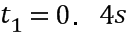 t₁ = 0. 4s